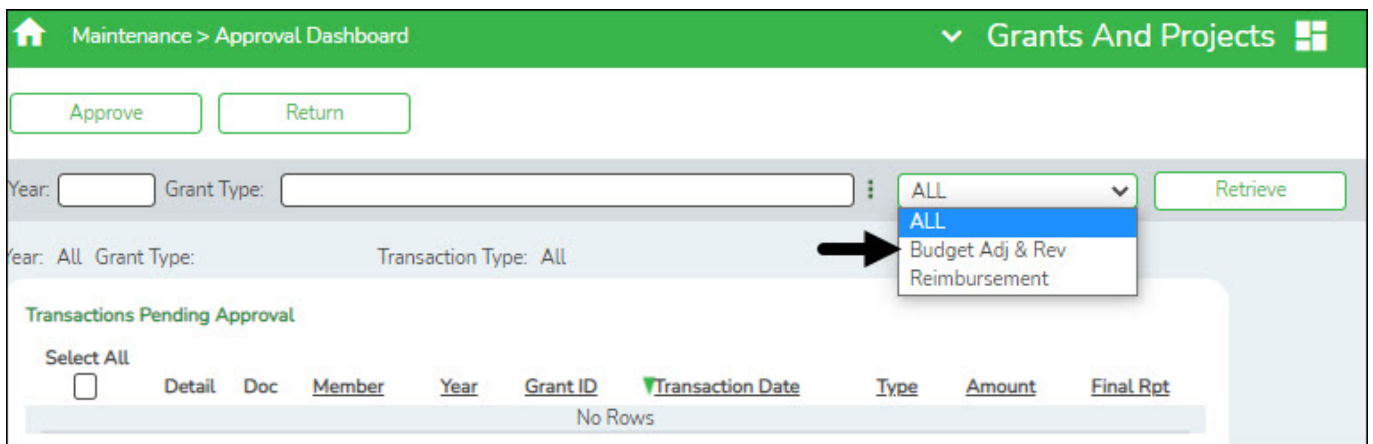 Maintenance > Approval Dashboard
Grants And Projects
Approve
Return
Year:
Grant Type:
ALL
Retrieve
ALL
Budget Adj & Rev
Reimbursement
Year: All Grant Type:
Transaction Type: All
Transactions Pending Approval
Select All
Detail Doc Member Year Grant ID Transaction Date Type Amount Final Rpt
No Rows